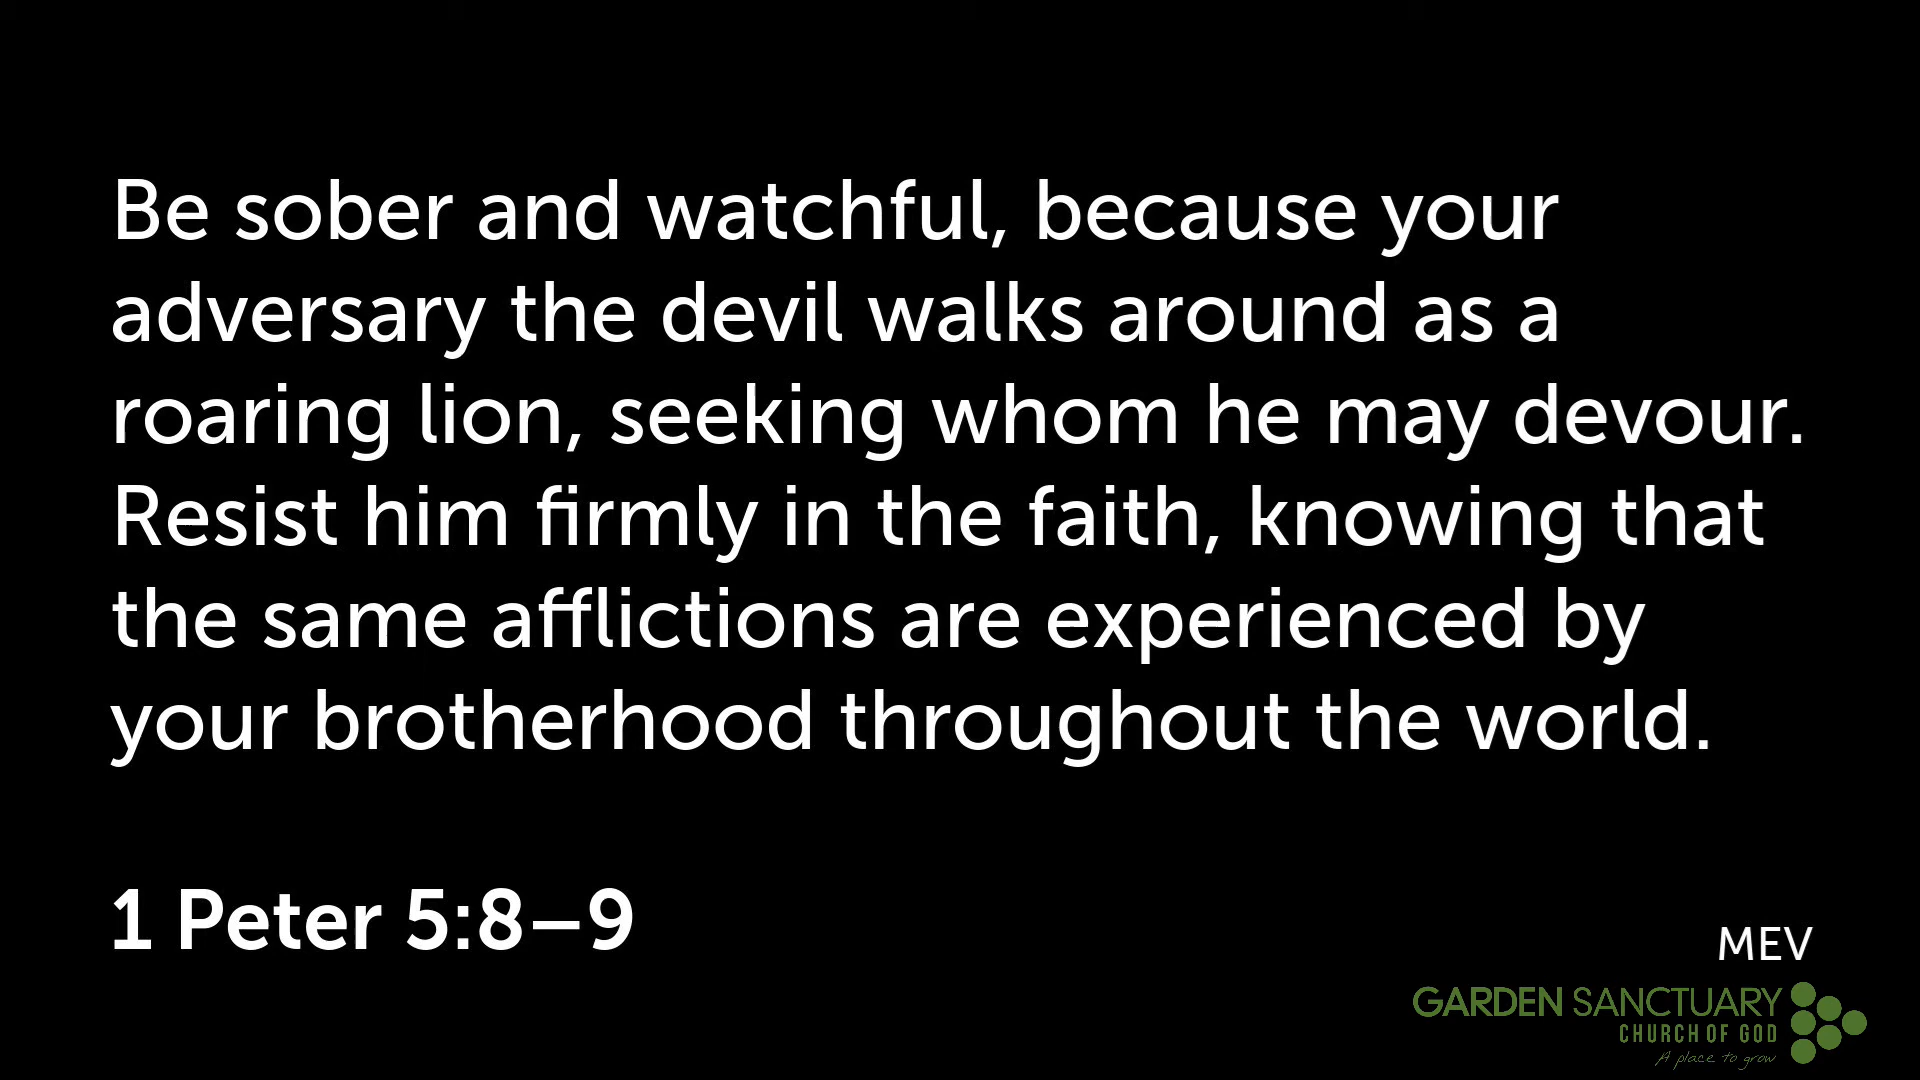 Be sober and watchful, because your
adversary the devil walks around as a
roaring lion, seeking whom he may devour.
Resist him firmly in the faith, knowing that
the same afflictions are experienced by
your brotherhood throughout the world.
1 Peter 5:8–9
MEV
GARDEN SANCTUARY
CHURCH OF GOD
A place to grow